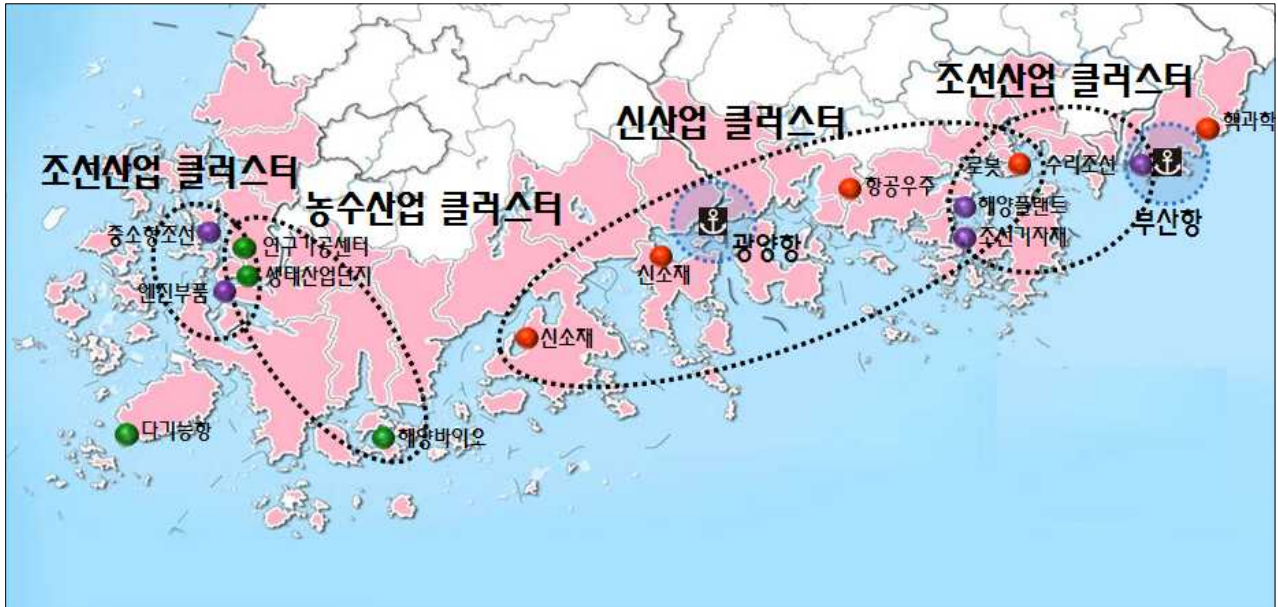 조선산업 클러스터
핵과학
신산업 클러스터
로봇
수리조선
조선산업 클러스터
항공우주
농수산업 클러스터
해양플랜트
부산항
중소형조선
연구가공센터
광양항
조선기자재
신소재
생태산업단지
엔진부품
신소재
다기능항
해양바이오